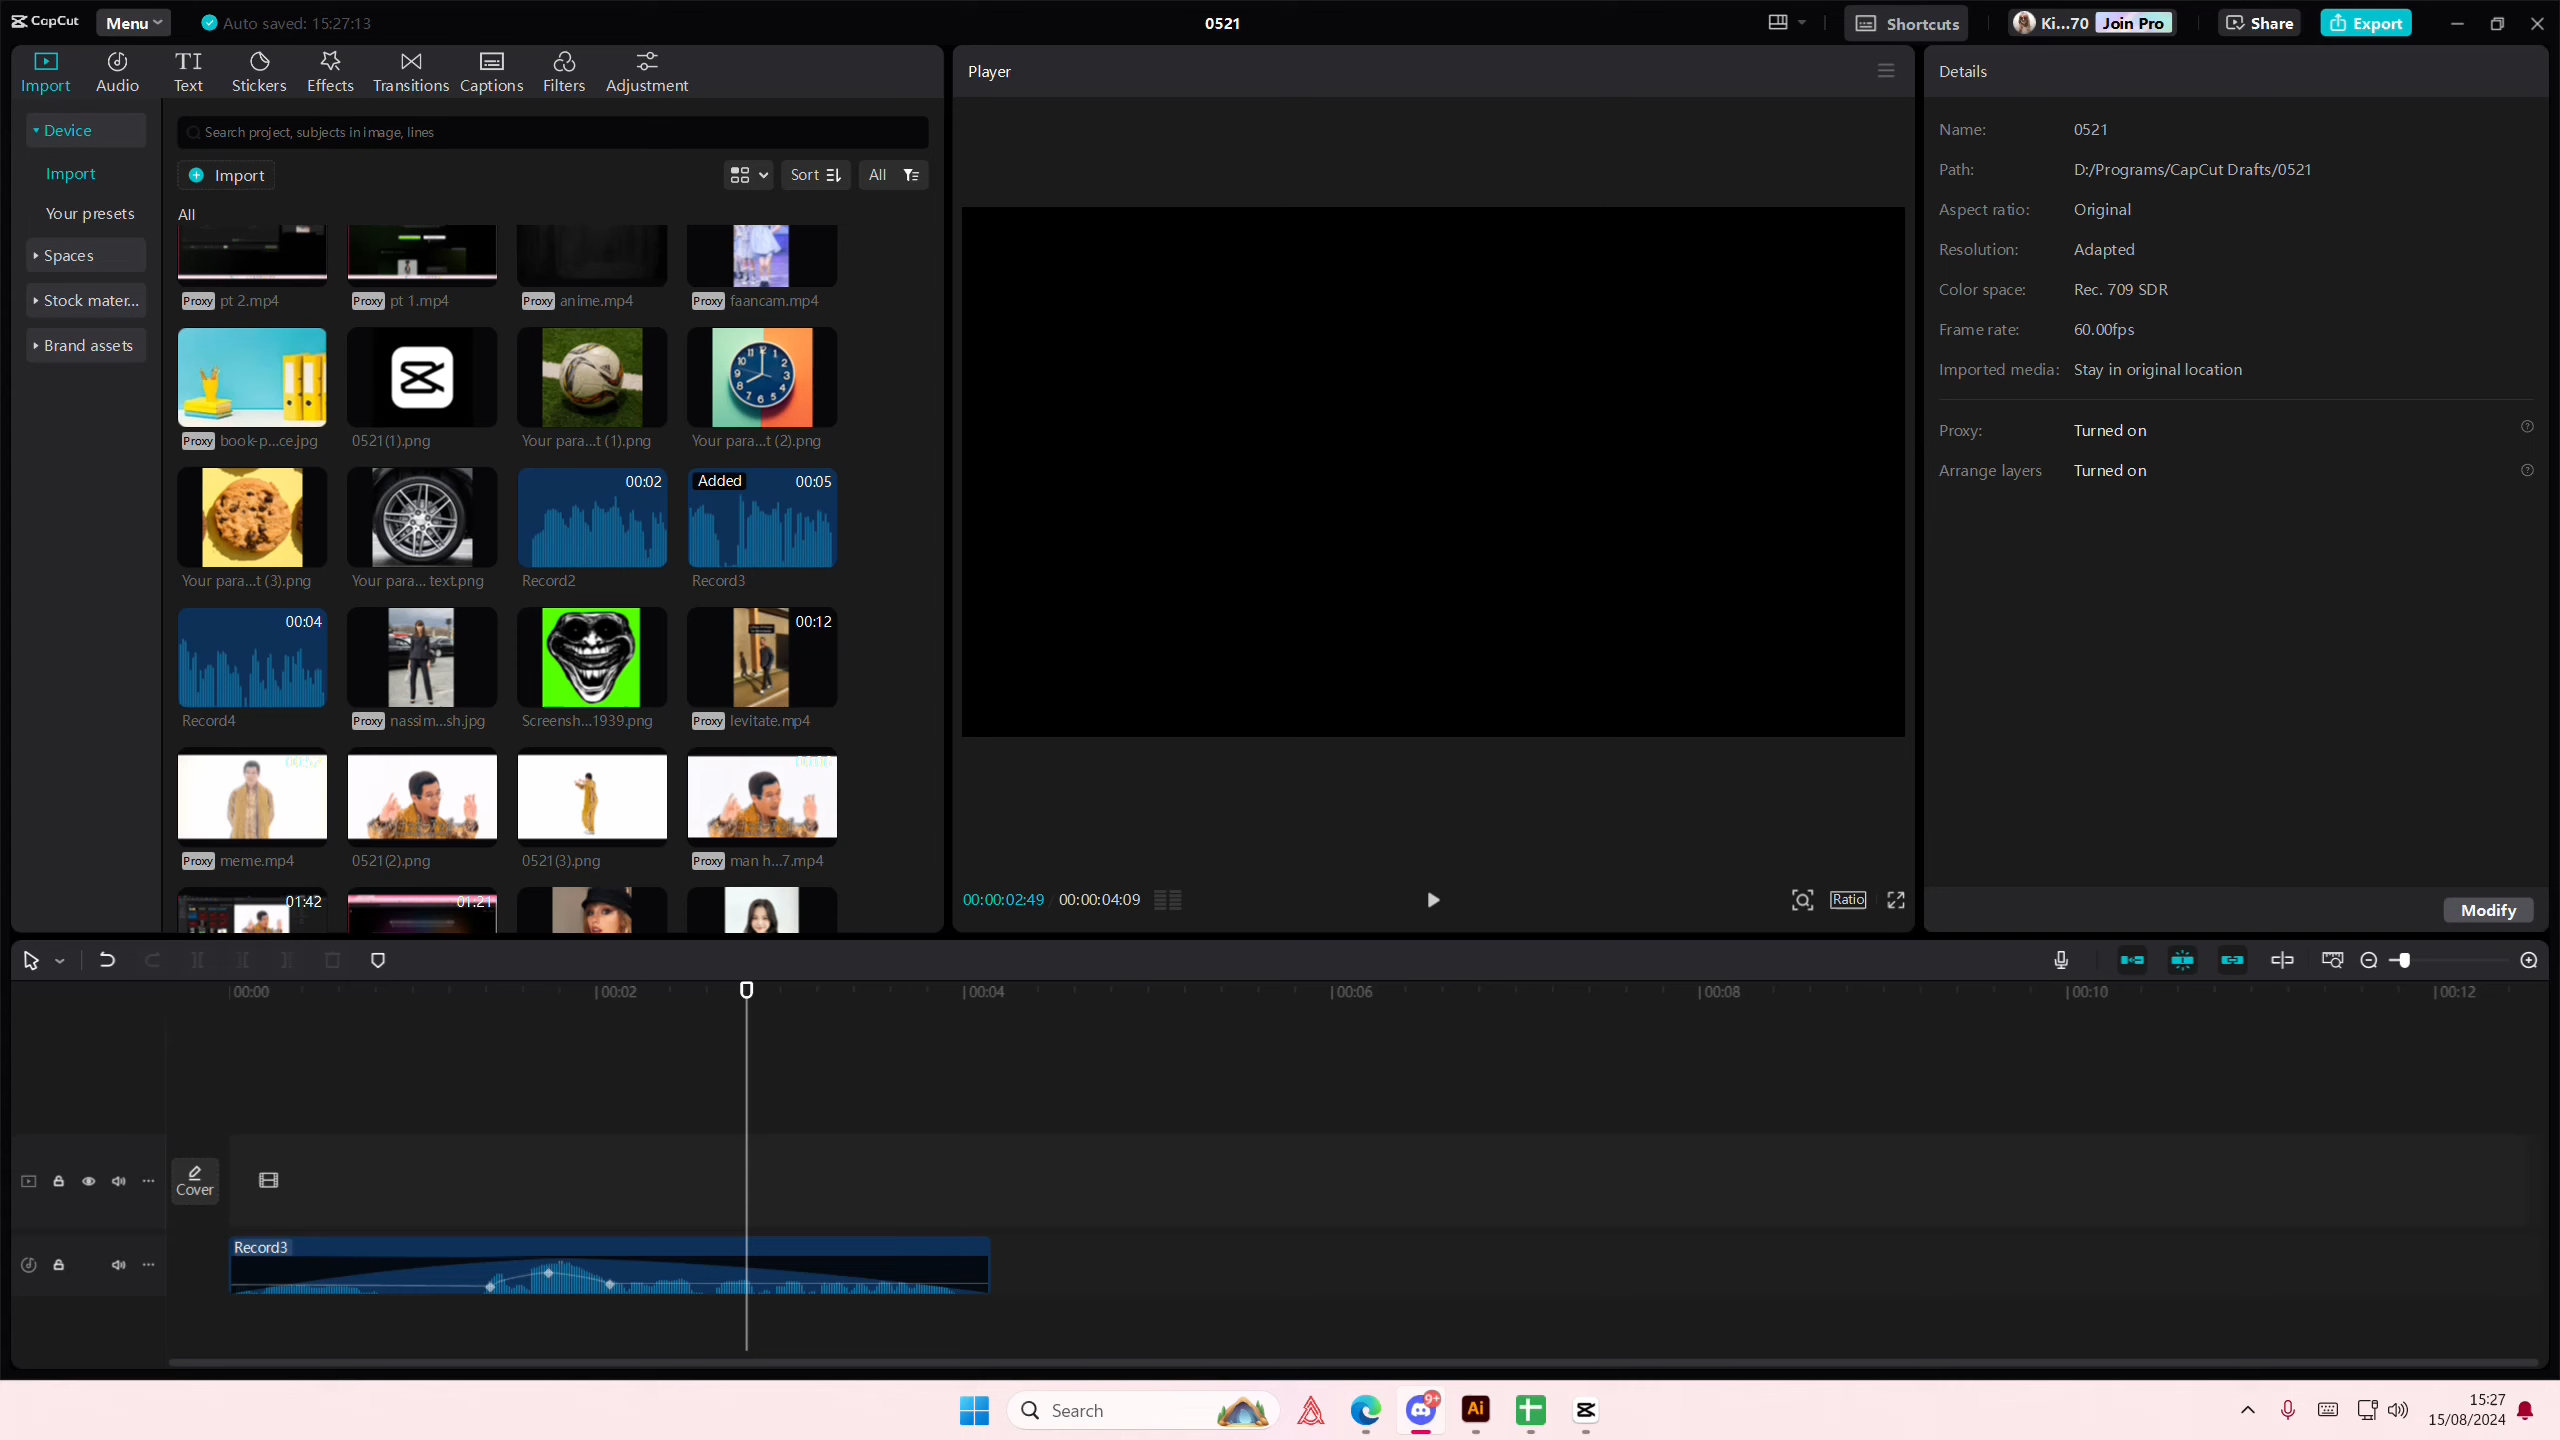 CapCut
Menu
Auto saved: 15:27:13
0521
Shortcuts
Ki...70
Join Pro
Share
Export
Import
Audio
TI
Text
Stickers
Effects
Transitions
Captions
Filters
Adjustment
Device
Import
Your presets
Spaces
Stock mater...
Brand assets
Search project, subjects in image, lines
Import
Sort
All
All
Proxy pt 2.mp4
Proxy pt 1.mp4
Proxy anime.mp4
Proxy faancam.mp4
Proxy book-p...ce.jpg
0521(1).png
Your para...t (1).png
Your para...t (2).png
00:02
Added
00:05
Your para...t (3).png
Your para... text.png
Record2
Record3
00:04
00:12
Record4
Proxy nassim...sh.jpg
Screensh...1939.png
Proxy levitate.mp4
Proxy meme.mp4
0521(2).png
0521(3).png
Proxy man h...7.mp4
01:42
01:21
Player
00:00:02:49
00:00:04:09
Ratio
Details
Name: 0521
Path: D:/Programs/CapCut Drafts/0521
Aspect ratio: Original
Resolution: Adapted
Color space: Rec. 709 SDR
Frame rate: 60.00fps
Imported media: Stay in original location
Proxy: Turned on
Arrange layers Turned on
Modify
00:00
00:02
00:04
00:06
00:08
00:10
00:12
Cover
Record3
Search
9+
Ai
15:27
15/08/2024